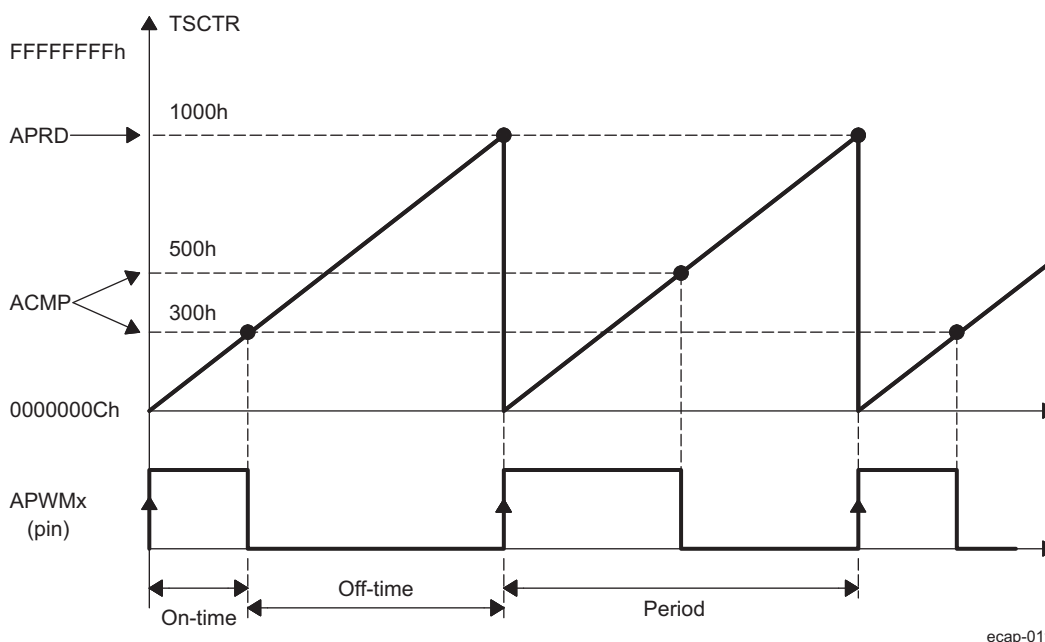 TSCTR
FFFFFFFFh
1000h
APRD
500h
ACMP
300h
0000000Ch
APWMx
(pin)
Off-time
On-time
Period
ecap-01